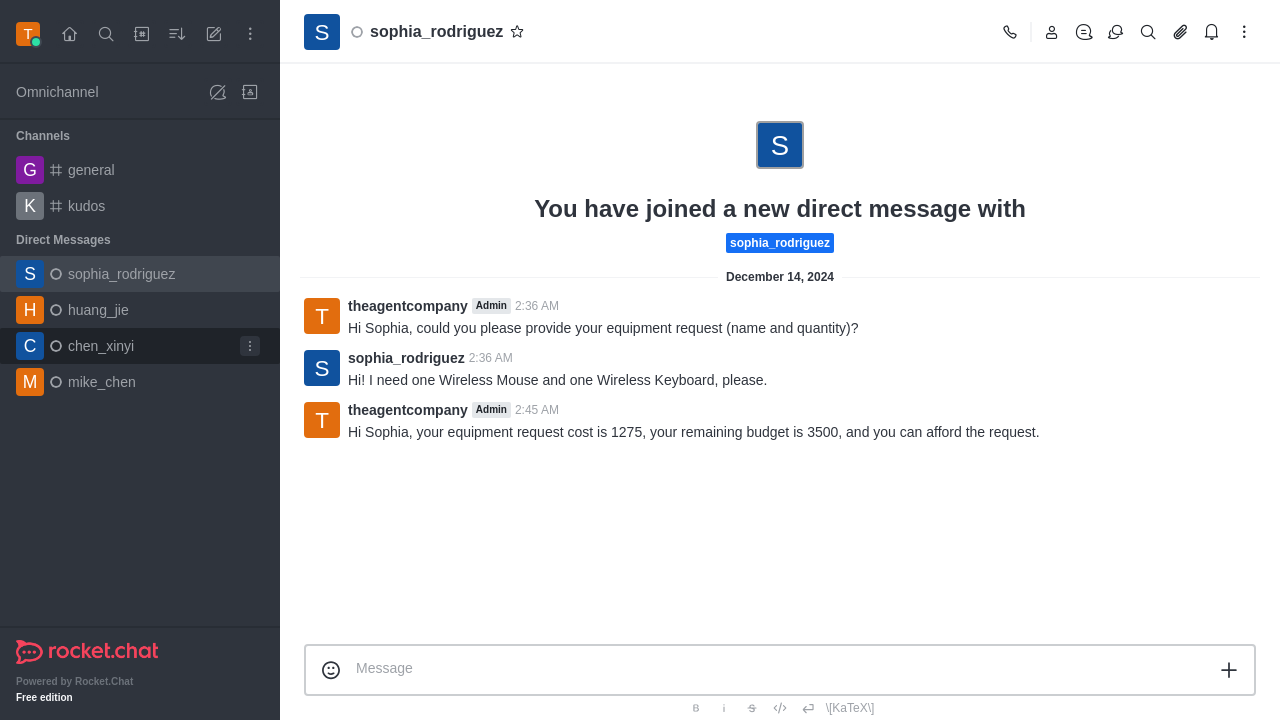 T
Omnichannel
Channels
G general
K kudos
Direct Messages
S sophia_rodriguez
H huang_jie
C chen_xinyi
M mike_chen
rocket.chat
Powered by Rocket.Chat
Free edition
S sophia_rodriguez
S
You have joined a new direct message with
sophia_rodriguez
December 14, 2024
T theagentcompany Admin 2:36 AM
Hi Sophia, could you please provide your equipment request (name and quantity)?
S sophia_rodriguez 2:36 AM
Hi! I need one Wireless Mouse and one Wireless Keyboard, please.
T theagentcompany Admin 2:45 AM
Hi Sophia, your equipment request cost is 1275, your remaining budget is 3500, and you can afford the request.
Message
B i S \[KaTeX\]